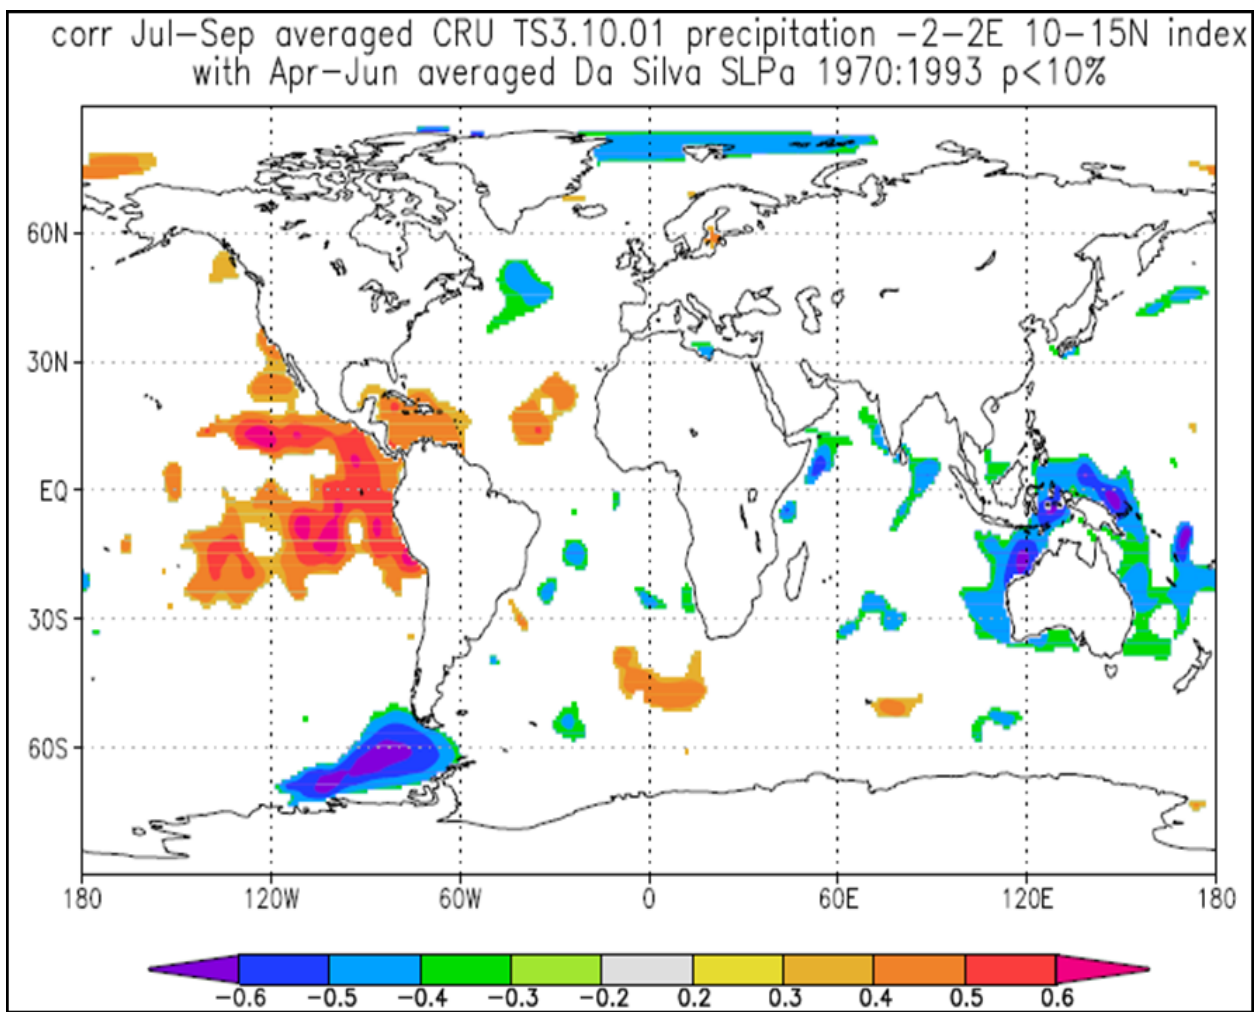 corr Jul-Sep averaged CRU TS3.10.01 precipitation -2-2E 10-15N index
with Apr-Jun averaged Da Silva SLPa 1970:1993 p<10%
60N
30N
EQ
30S
60S
180 120W 60W 0 60E 120E 180
-0.6 -0.5 -0.4 -0.3 -0.2 0.2 0.3 0.4 0.5 0.6